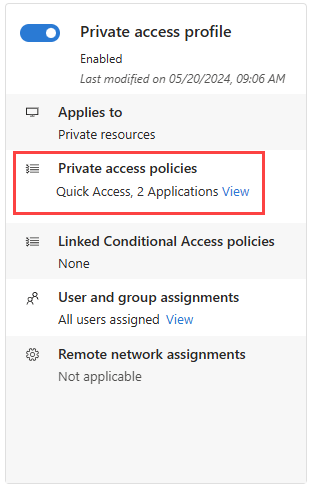 Private access profile
Enabled
Last modified on 05/20/2024, 09:06 AM
Applies to
Private resources
Private access policies
Quick Access, 2 Applications View
Linked Conditional Access policies
None
User and group assignments
All users assigned View
Remote network assignments
Not applicable